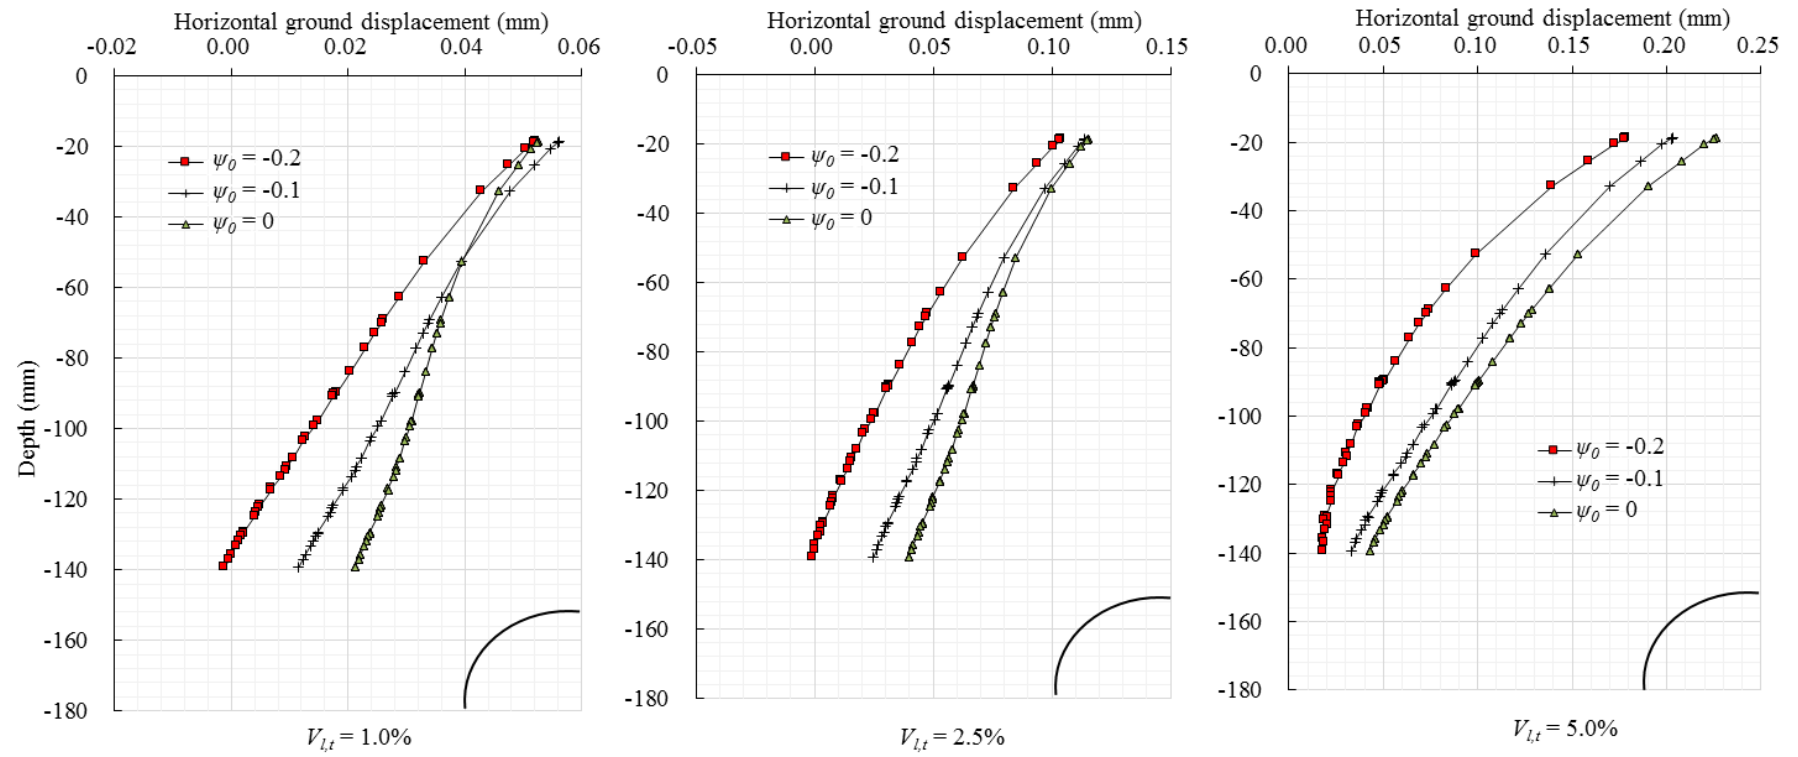 Horizontal ground displacement (mm)
-0.02 0.00 0.02 0.04 0.06
0
-20
-40
-60
-80
-100
-120
-140
-160
-180
Depth (mm)
ψ0 = -0.2
ψ0 = -0.1
ψ0 = 0
Vl,t = 1.0%
Horizontal ground displacement (mm)
-0.05 0.00 0.05 0.10 0.15
0
-20
-40
-60
-80
-100
-120
-140
-160
-180
ψ0 = -0.2
ψ0 = -0.1
ψ0 = 0
Vl,t = 2.5%
Horizontal ground displacement (mm)
0.00 0.05 0.10 0.15 0.20 0.25
0
-20
-40
-60
-80
-100
-120
-140
-160
-180
ψ0 = -0.2
ψ0 = -0.1
ψ0 = 0
Vl,t = 5.0%